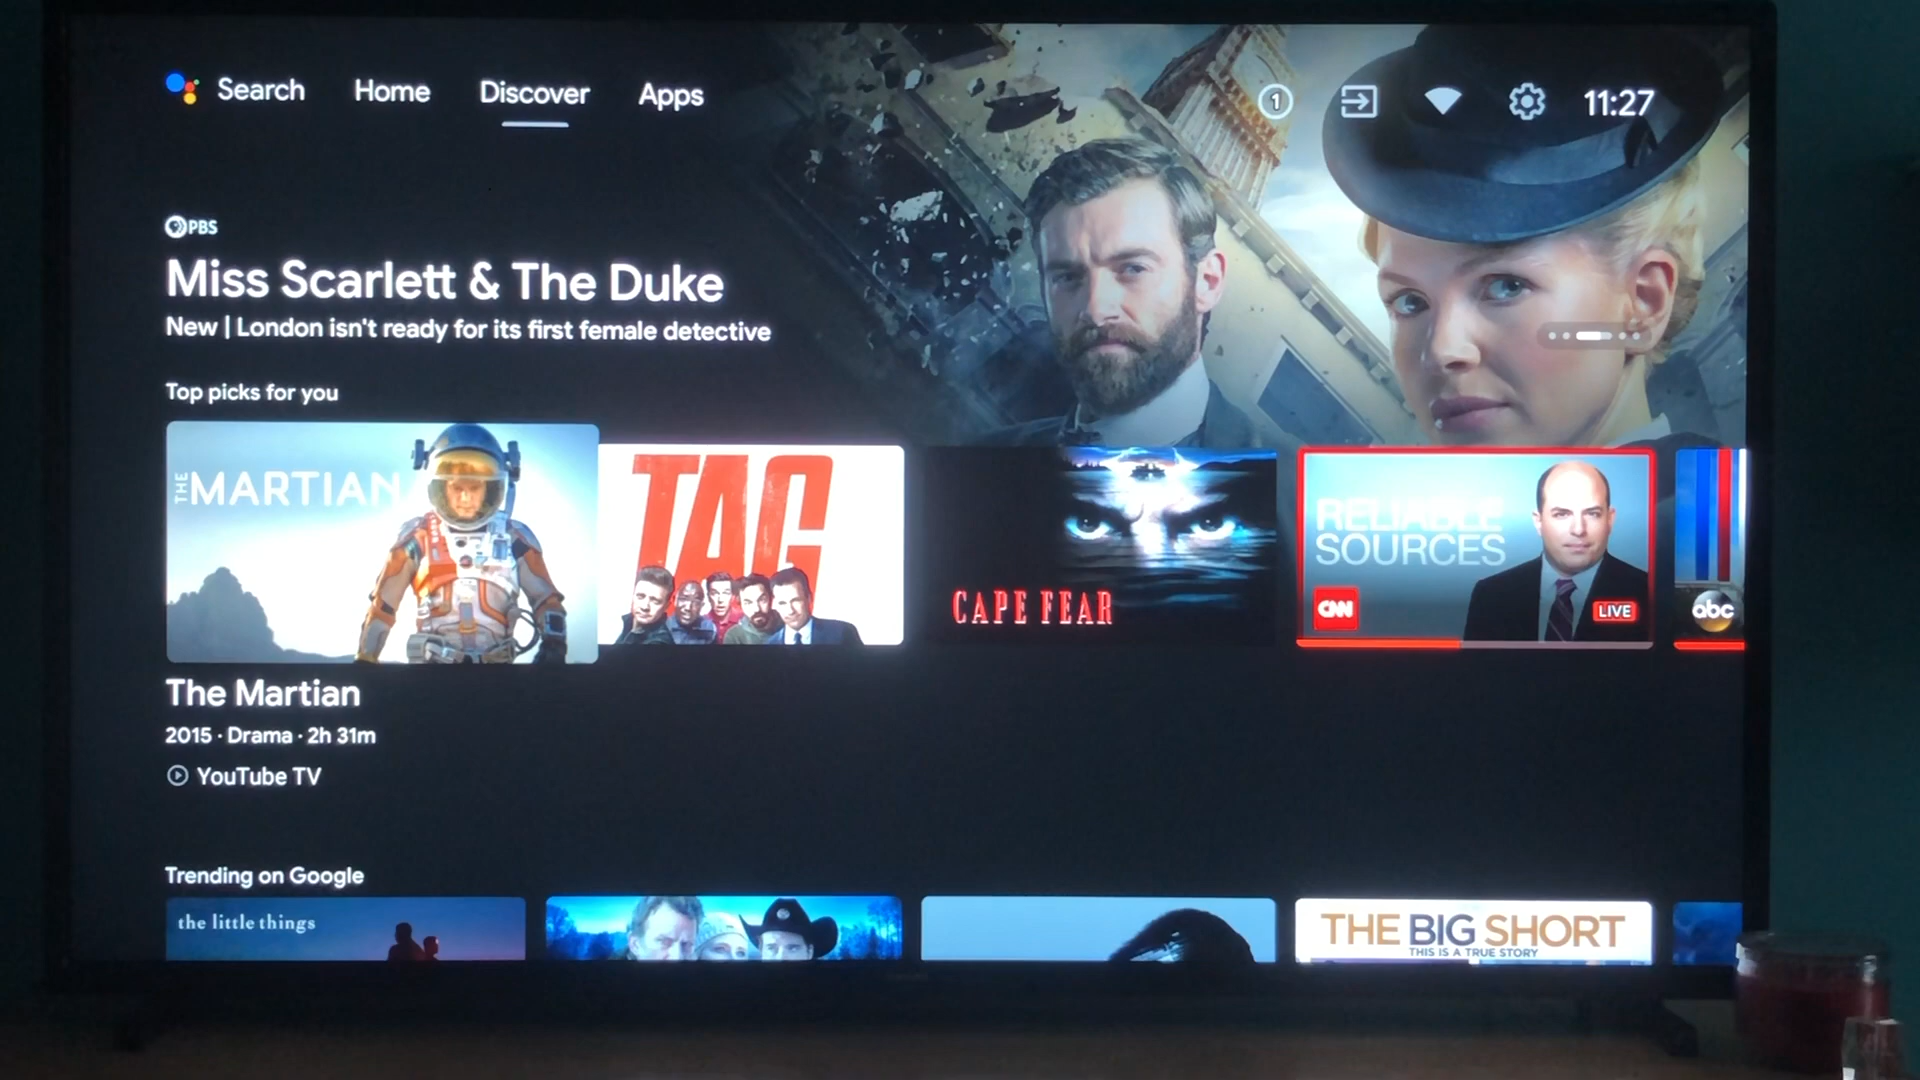 Search Home Discover Apps
1 11:27
PBS
Miss Scarlett & The Duke
New | London isn't ready for its first female detective
Top picks for you
THE MARTIAN
TAG
CAPE FEAR
RELIABLE
SOURCES
CNN
LIVE
abc
The Martian
2015 · Drama · 2h 31m
YouTube TV
Trending on Google
the little things
THE BIG SHORT
THIS IS A TRUE STORY